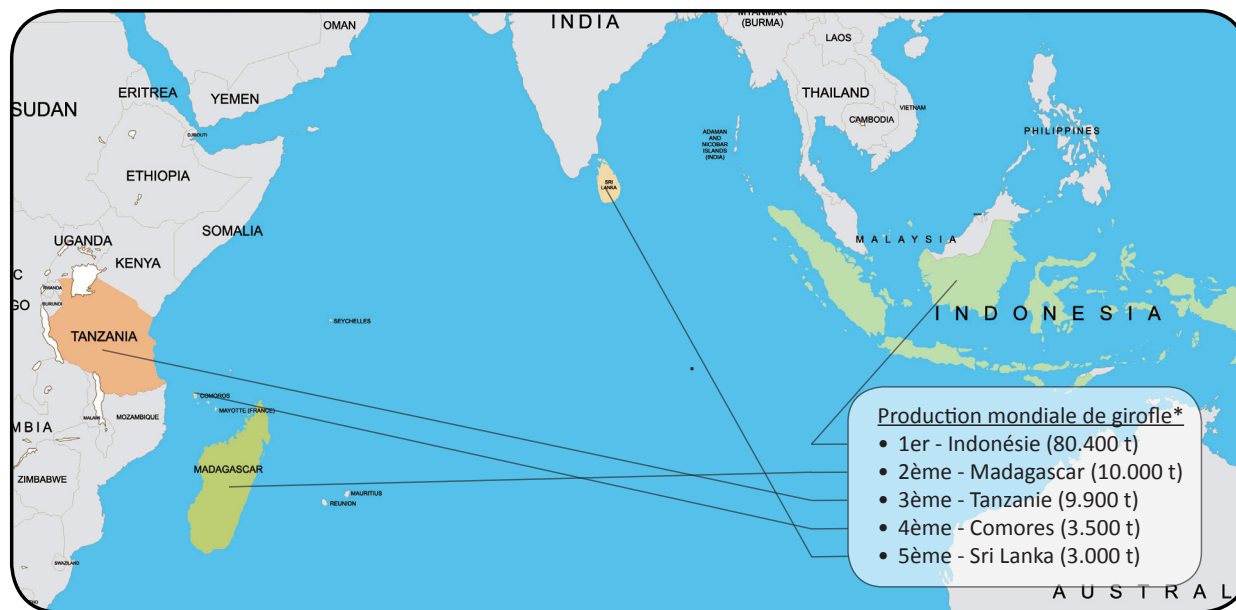 OMAN
INDIA
MYANMAR
(BURMA)
LAOS
SUDAN
ERITREA
YEMEN
THAILAND
VIETNAM
CAMBODIA
PHILIPPINES
DJIBOUTI
ADAMAN
AND
NICOBAR
ISLANDS
(INDIA)
ETHIOPIA
SRI
LANKA
SOMALIA
UGANDA
MALAYSIA
KENYA
C
RWANDA
GO
BURUNDI
INDONESIA
SEYCHELLES
TANZANIA
COMOROS
MAYOTTE (FRANCE)
MALAWI
MOZAMBIQUE
MBIA
MADAGASCAR
ZIMBABWE
MAURITIUS
REUNION
SWAZILAND
AUSTRAL
Production mondiale de girofle*
• 1er - Indonésie (80.400 t)
• 2ème - Madagascar (10.000 t)
• 3ème - Tanzanie (9.900 t)
• 4ème - Comores (3.500 t)
• 5ème - Sri Lanka (3.000 t)